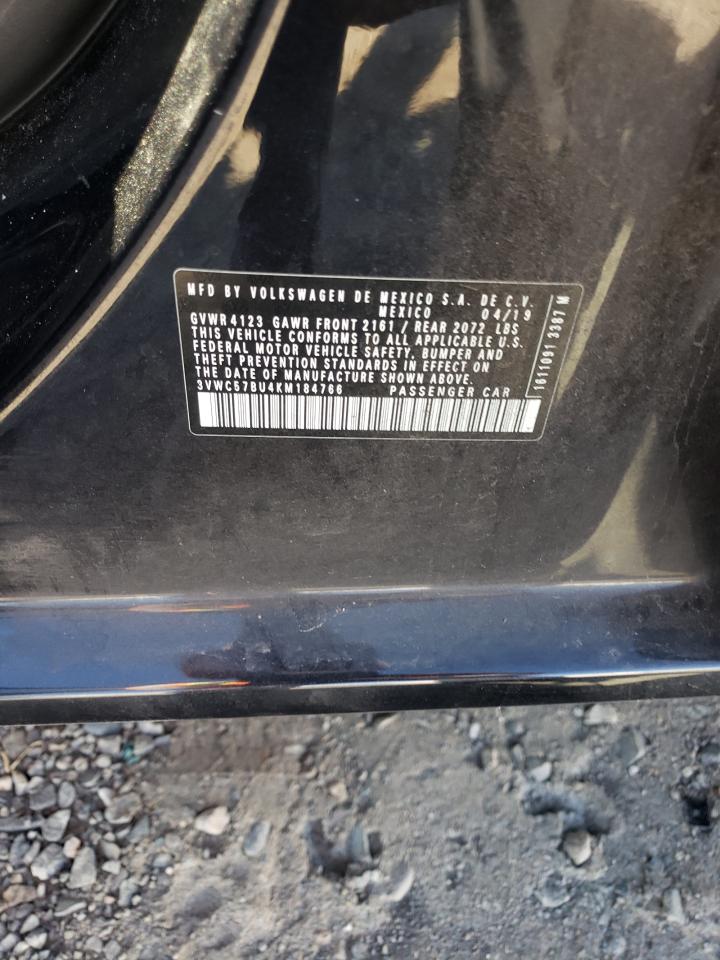 MFD BY VOLKSWAGEN DE MEXICO S.A. DE C.V.
MEXICO 04/19
GVWR 4123 GAWR FRONT 2161 / REAR 2072 LBS
THIS VEHICLE CONFORMS TO ALL APPLICABLE U.S.
FEDERAL MOTOR VEHICLE SAFETY, BUMPER AND
THEFT PREVENTION STANDARDS IN EFFECT ON
THE DATE OF MANUFACTURE SHOWN ABOVE.
3VWC57BU4KM184766 PASSENGER CAR
1611091 3387 M